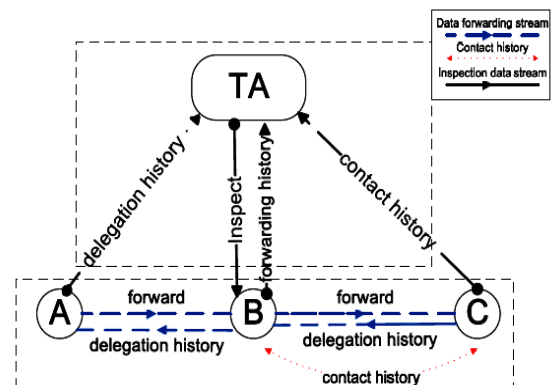 Data forwarding stream
Contact history
Inspection data stream
TA
delegation history
Inspect
forwarding history
contact history
A
forward
B
forward
C
delegation history
delegation history
contact history